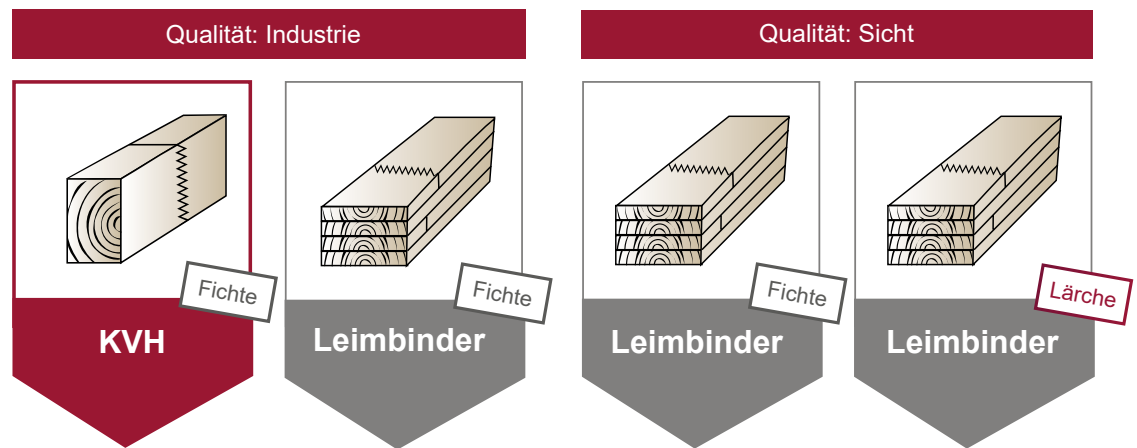 Qualität: Industrie
Qualität: Sicht
Fichte
Fichte
Fichte
Lärche
KVH
Leimbinder
Leimbinder
Leimbinder